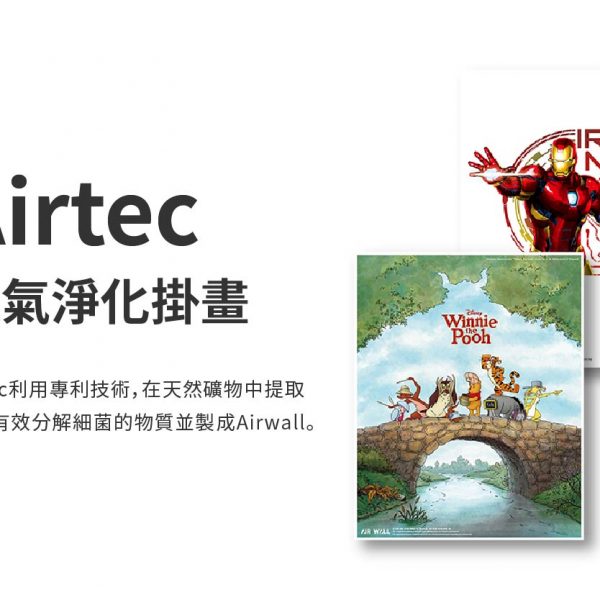 Airtec
氣淨化掛畫
c利用專利技術，在天然礦物中提取
有效分解細菌的物質並製成Airwall。
IR
N
Disney
Winnie
the
Pooh
AIR WALL